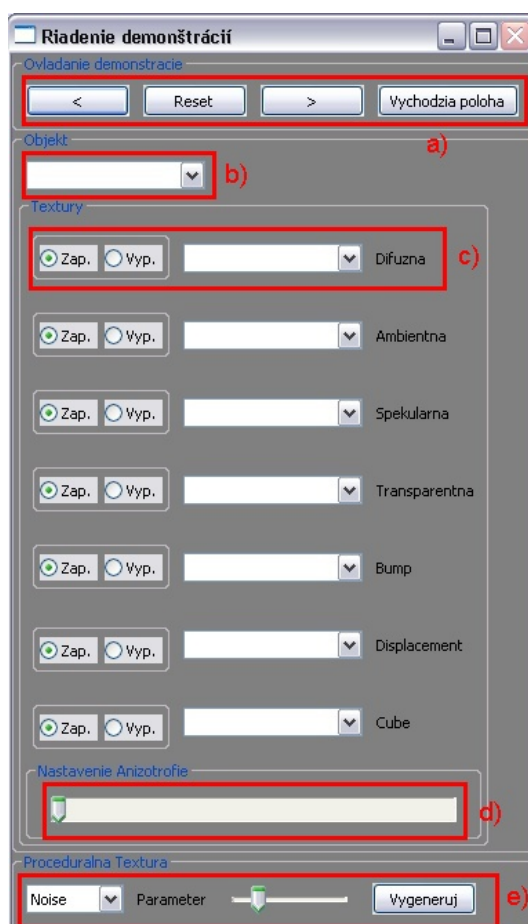 Riadenie demonštrácií
Ovladanie demonstracie
< Reset > Vychodzia poloha
a)
Objekt
b)
Textury
Zap. Vyp. Difuzna c)
Zap. Vyp. Ambientna
Zap. Vyp. Spekularna
Zap. Vyp. Transparentna
Zap. Vyp. Bump
Zap. Vyp. Displacement
Zap. Vyp. Cube
Nastavenie Anizotrofie
d)
Proceduralna Textura
Noise Parameter Vygeneruj e)